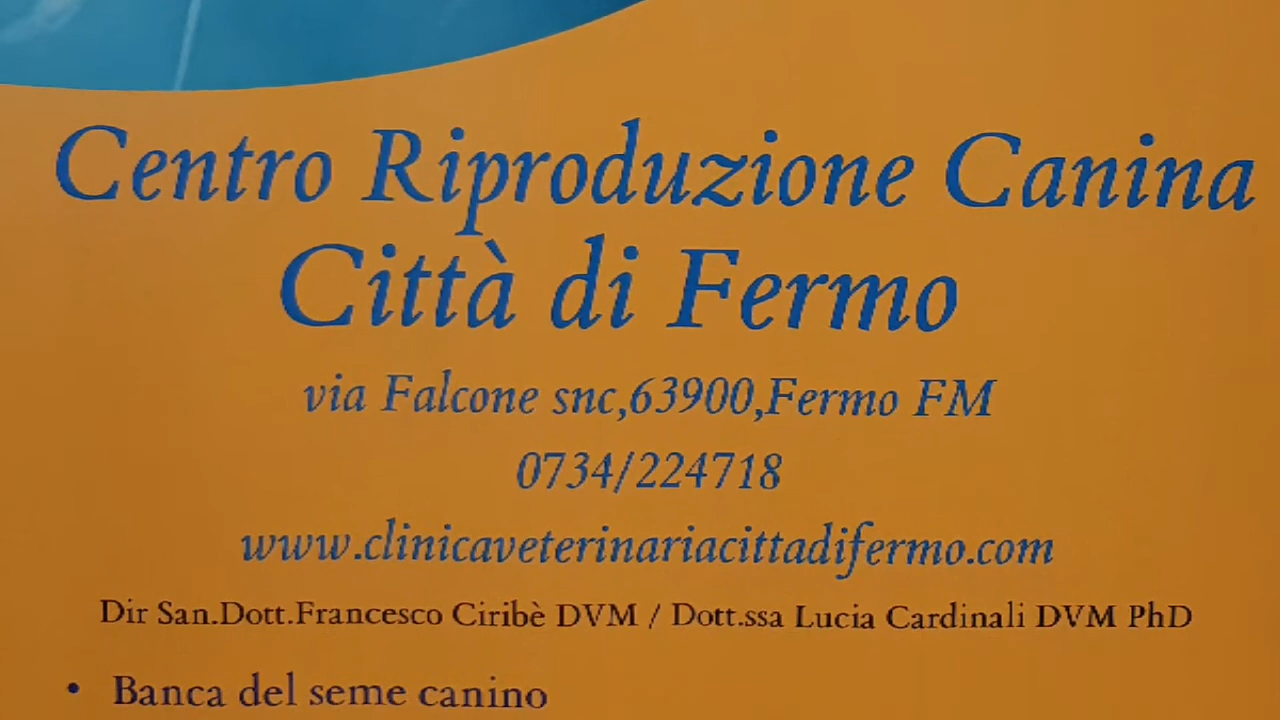 Centro Riproduzione Canina
Città di Fermo
via Falcone snc,63900,Fermo FM
0734/224718
www.clinicaveterinariacittadifermo.com
Dir San.Dott.Francesco Ciribè DVM / Dott.ssa Lucia Cardinali DVM PhD
• Banca del seme canino